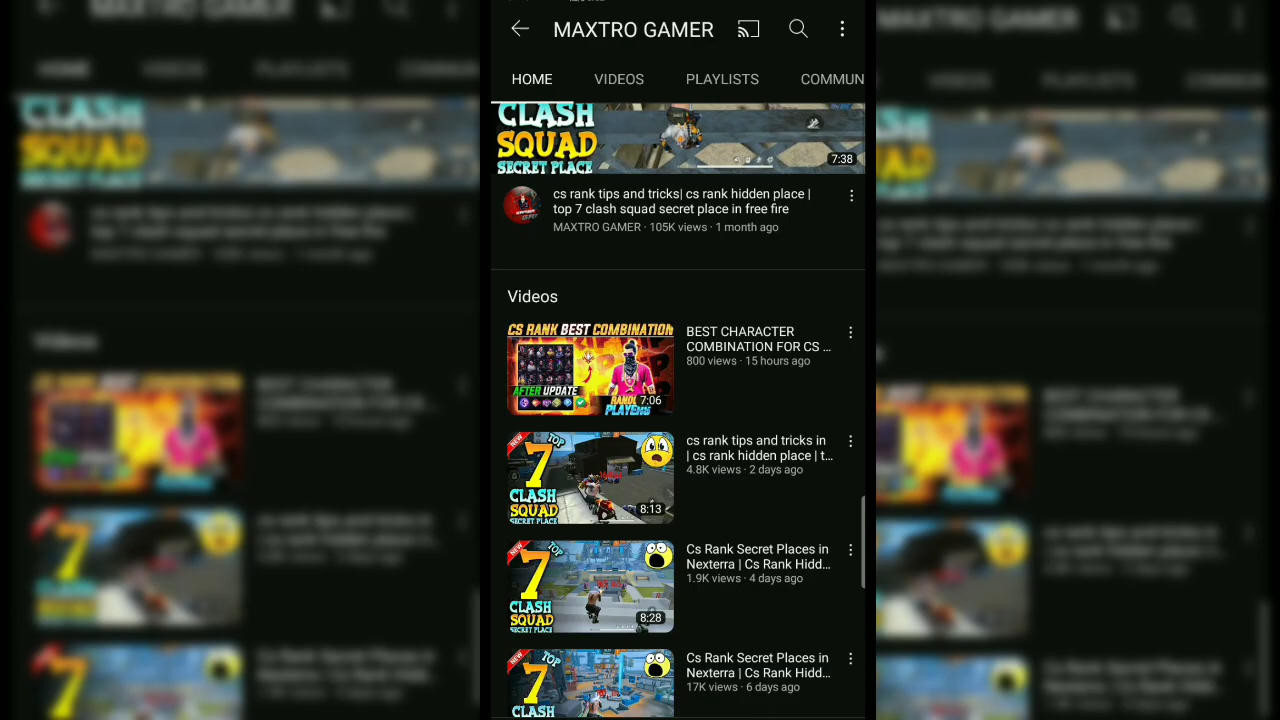 MAXTRO GAMER
HOME VIDEOS PLAYLISTS COMMUN
CLASH
SQUAD
SECRET PLACE
7:38
cs rank tips and tricks| cs rank hidden place |
top 7 clash squad secret place in free fire
MAXTRO GAMER · 105K views · 1 month ago
Videos
CS RANK BEST COMBINATION
AFTER UPDATE
7:06
BEST CHARACTER
COMBINATION FOR CS ...
800 views · 15 hours ago
NEW
TOP
7
CLASH
SQUAD
SECRET PLACE
8:13
cs rank tips and tricks in
| cs rank hidden place | t...
4.8K views · 2 days ago
NEW
TOP
7
CLASH
SQUAD
SECRET PLACE
8:28
Cs Rank Secret Places in
Nexterra | Cs Rank Hidd...
1.9K views · 4 days ago
NEW
TOP
7
Cs Rank Secret Places in
Nexterra | Cs Rank Hidd...
17K views · 6 days ago